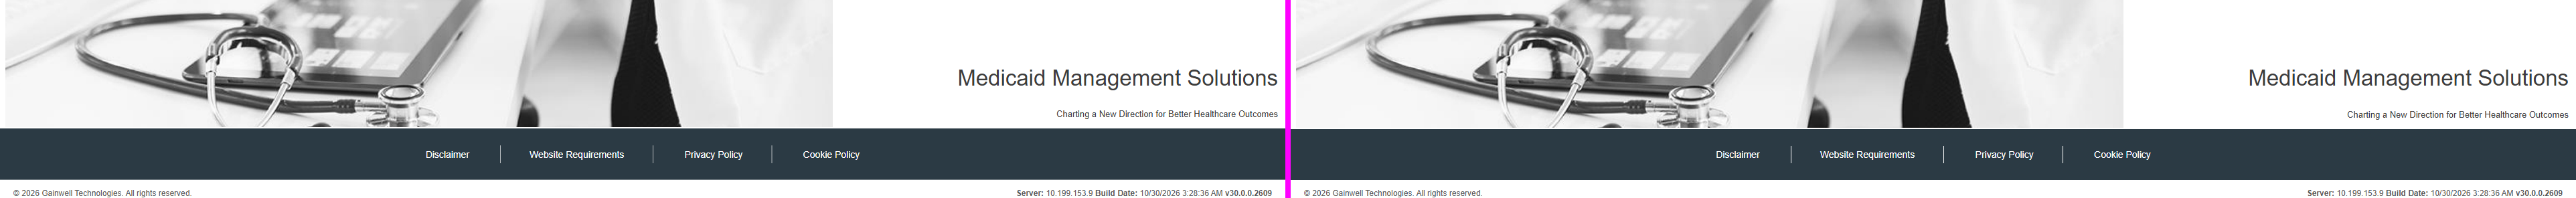 Medicaid Management Solutions
Charting a New Direction for Better Healthcare Outcomes
Disclaimer Website Requirements Privacy Policy Cookie Policy
© 2026 Gainwell Technologies. All rights reserved. Server: 10.199.153.9 Build Date: 10/30/2026 3:28:36 AM v30.0.0.2609
Medicaid Management Solutions
Charting a New Direction for Better Healthcare Outcomes
Disclaimer Website Requirements Privacy Policy Cookie Policy
© 2026 Gainwell Technologies. All rights reserved. Server: 10.199.153.9 Build Date: 10/30/2026 3:28:36 AM v30.0.0.2609